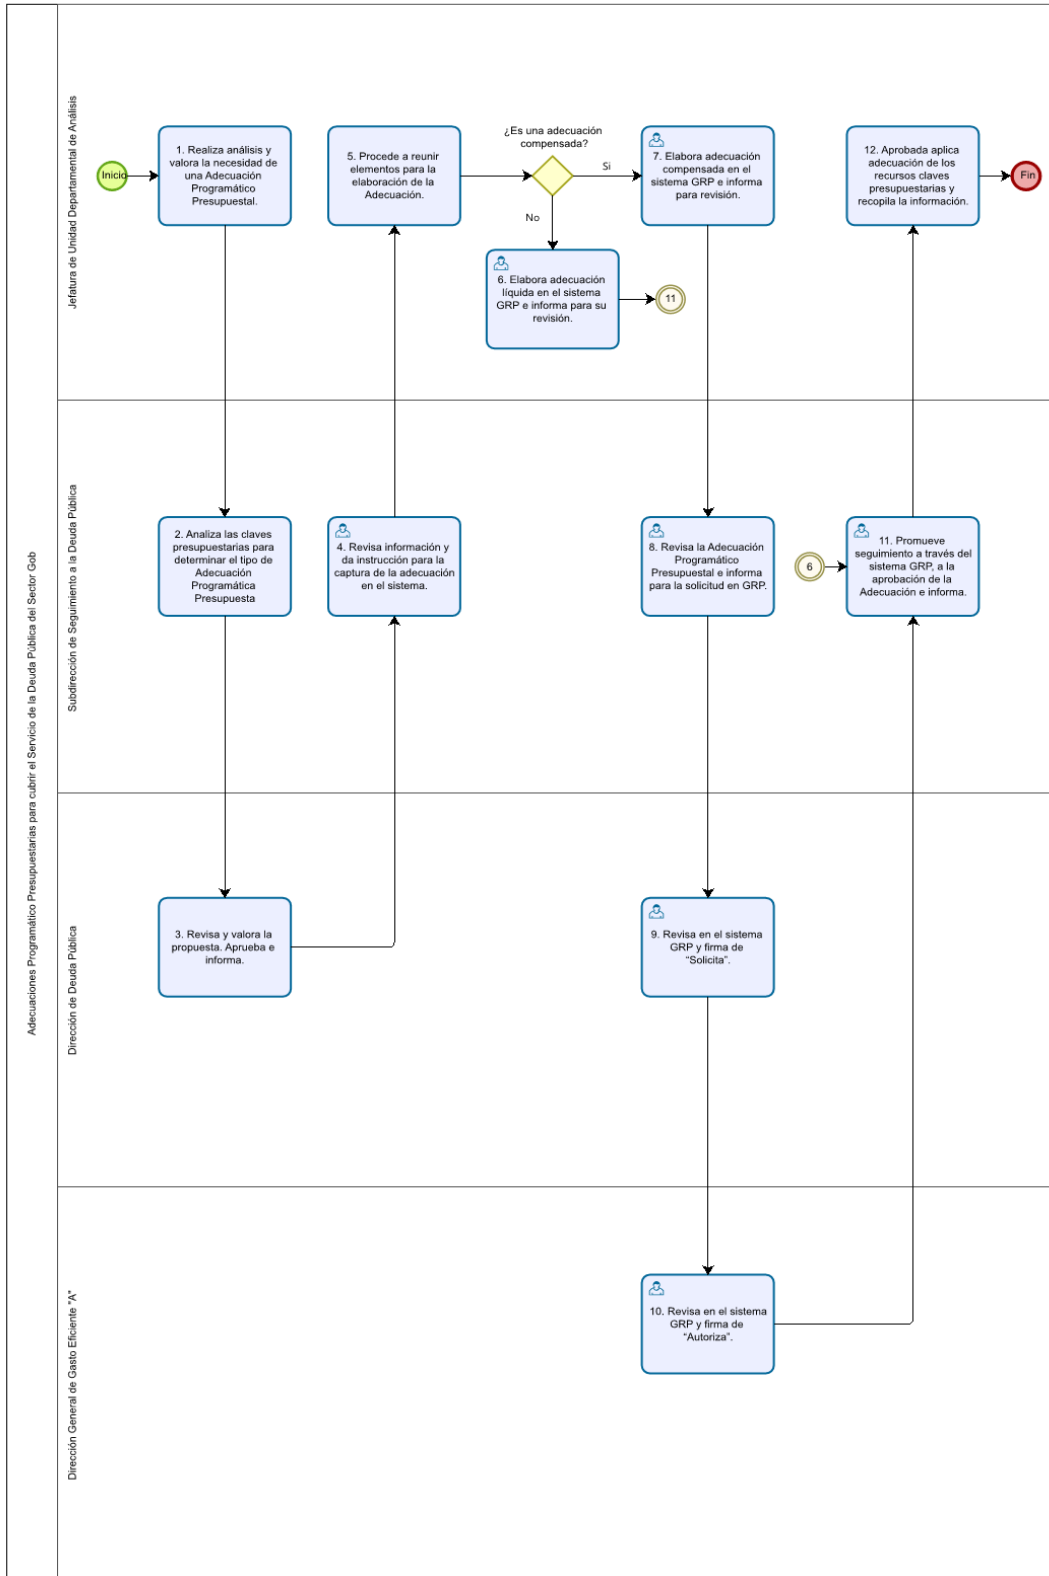 Adecuaciones Programático Presupuestarias para cubrir el Servicio de la Deuda Pública del Sector Gob
Jefatura de Unidad Departamental de Análisis
Inicio
1. Realiza análisis y
valora la necesidad de
una Adecuación
Programático
Presupuestal.
5. Procede a reunir
elementos para la
elaboración de la
Adecuación.
¿Es una adecuación
compensada?
Si
No
7. Elabora adecuación
compensada en el
sistema GRP e informa
para revisión.
12. Aprobada aplica
adecuación de los
recursos claves
presupuestarias y
recopila la información.
Fin
6. Elabora adecuación
líquida en el sistema
GRP e informa para su
revisión.
11
Subdirección de Seguimiento a la Deuda Pública
2. Analiza las claves
presupuestarias para
determinar el tipo de
Adecuación
Programática
Presupuesta
4. Revisa información y
da instrucción para la
captura de la adecuación
en el sistema.
8. Revisa la Adecuación
Programático
Presupuestal e informa
para la solicitud en GRP.
6
11. Promueve
seguimiento a través del
sistema GRP, a la
aprobación de la
Adecuación e informa.
Dirección de Deuda Pública
3. Revisa y valora la
propuesta. Aprueba e
informa.
9. Revisa en el sistema
GRP y firma de
“Solicita”.
Dirección General de Gasto Eficiente "A"
10. Revisa en el sistema
GRP y firma de
“Autoriza”.